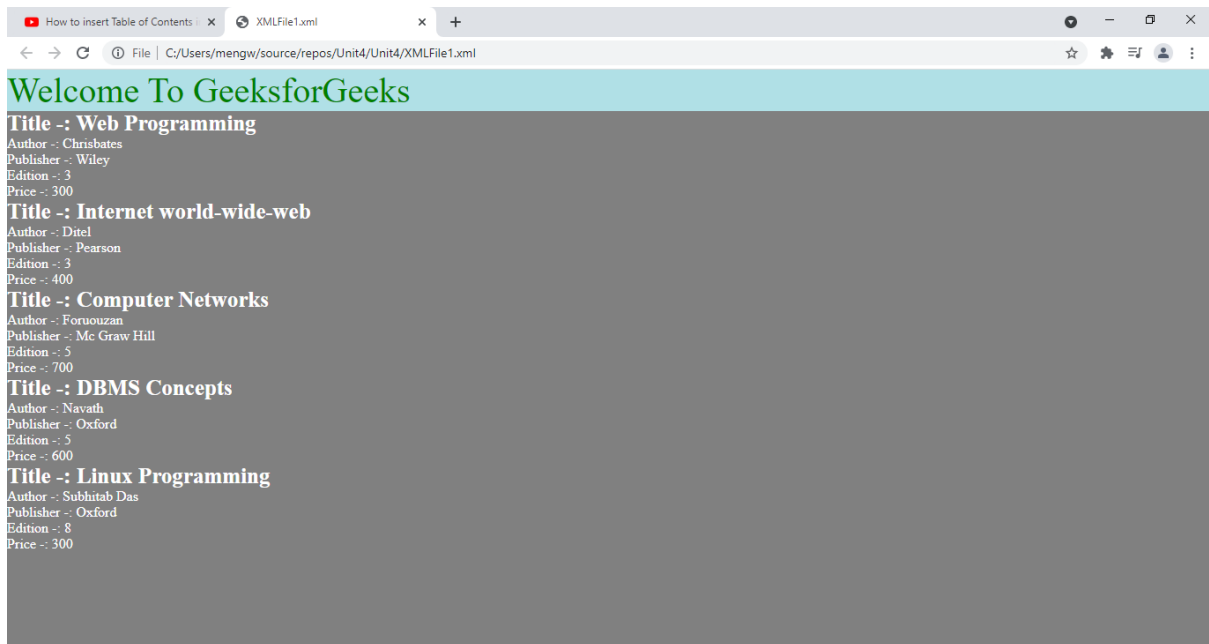 How to insert Table of Contents i
XMLFile1.xml
File | C:/Users/mengw/source/repos/Unit4/Unit4/XMLFile1.xml
Welcome To GeeksforGeeks
Title -: Web Programming
Author -: Chrisbates
Publisher -: Wiley
Edition -: 3
Price -: 300
Title -: Internet world-wide-web
Author -: Ditel
Publisher -: Pearson
Edition -: 3
Price -: 400
Title -: Computer Networks
Author -: Foruouzan
Publisher -: Mc Graw Hill
Edition -: 5
Price -: 700
Title -: DBMS Concepts
Author -: Navath
Publisher -: Oxford
Edition -: 5
Price -: 600
Title -: Linux Programming
Author -: Subhitab Das
Publisher -: Oxford
Edition -: 8
Price -: 300